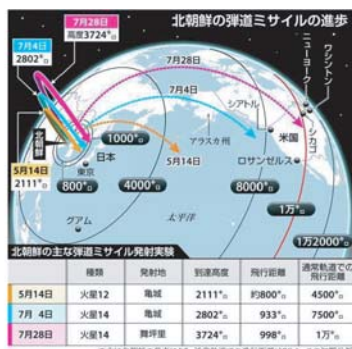 北朝鮮の弾道ミサイルの進歩
7月28日
高度3724㌔
7月4日
2802㌔
5月14日
2111㌔
北朝鮮
1000㌔
日本
東京
800㌔
4000㌔
グアム
7月28日
7月4日
5月14日
アラスカ州
太平洋
シアトル
ロサンゼルス
8000㌔
米国
ワシントン
ニューヨーク
シカゴ
1万㌔
1万2000㌔
北朝鮮の主な弾道ミサイル発射実験
種類 発射地 到達高度 飛行距離 通常軌道での飛行距離
5月14日 火星12 亀城 2111㌔ 約800㌔ 4500㌔
7月4日 火星14 亀城 2802㌔ 933㌔ 7500㌔
7月28日 火星14 舞坪里 3724㌔ 998㌔ 1万㌔